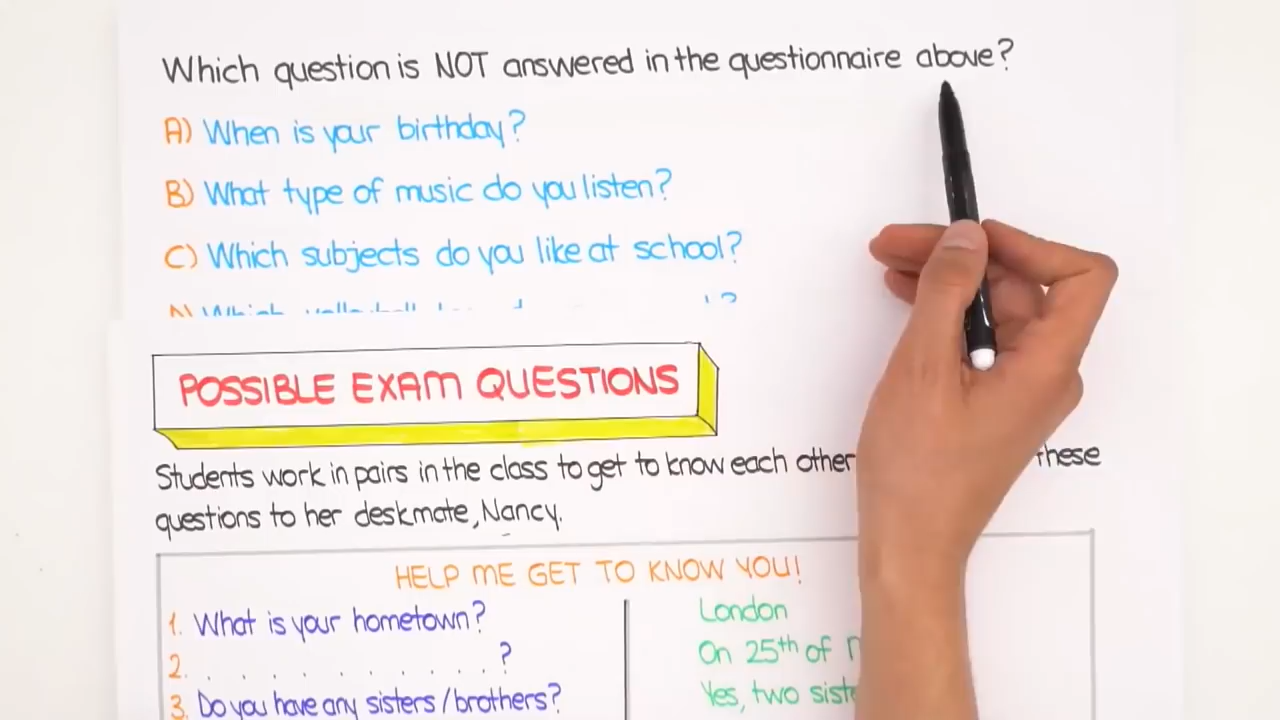 Which question is NOT answered in the questionnaire above?
A) When is your birthday?
B) What type of music do you listen?
C) Which subjects do you like at school?
POSSIBLE EXAM QUESTIONS
Students work in pairs in the class to get to know each other these
questions to her deskmate, Nancy.
HELP ME GET TO KNOW YOU!
1. What is your hometown?
London
2. . . . . . . . . . . ?
On 25th of
3. Do you have any sisters / brothers?
Yes, two